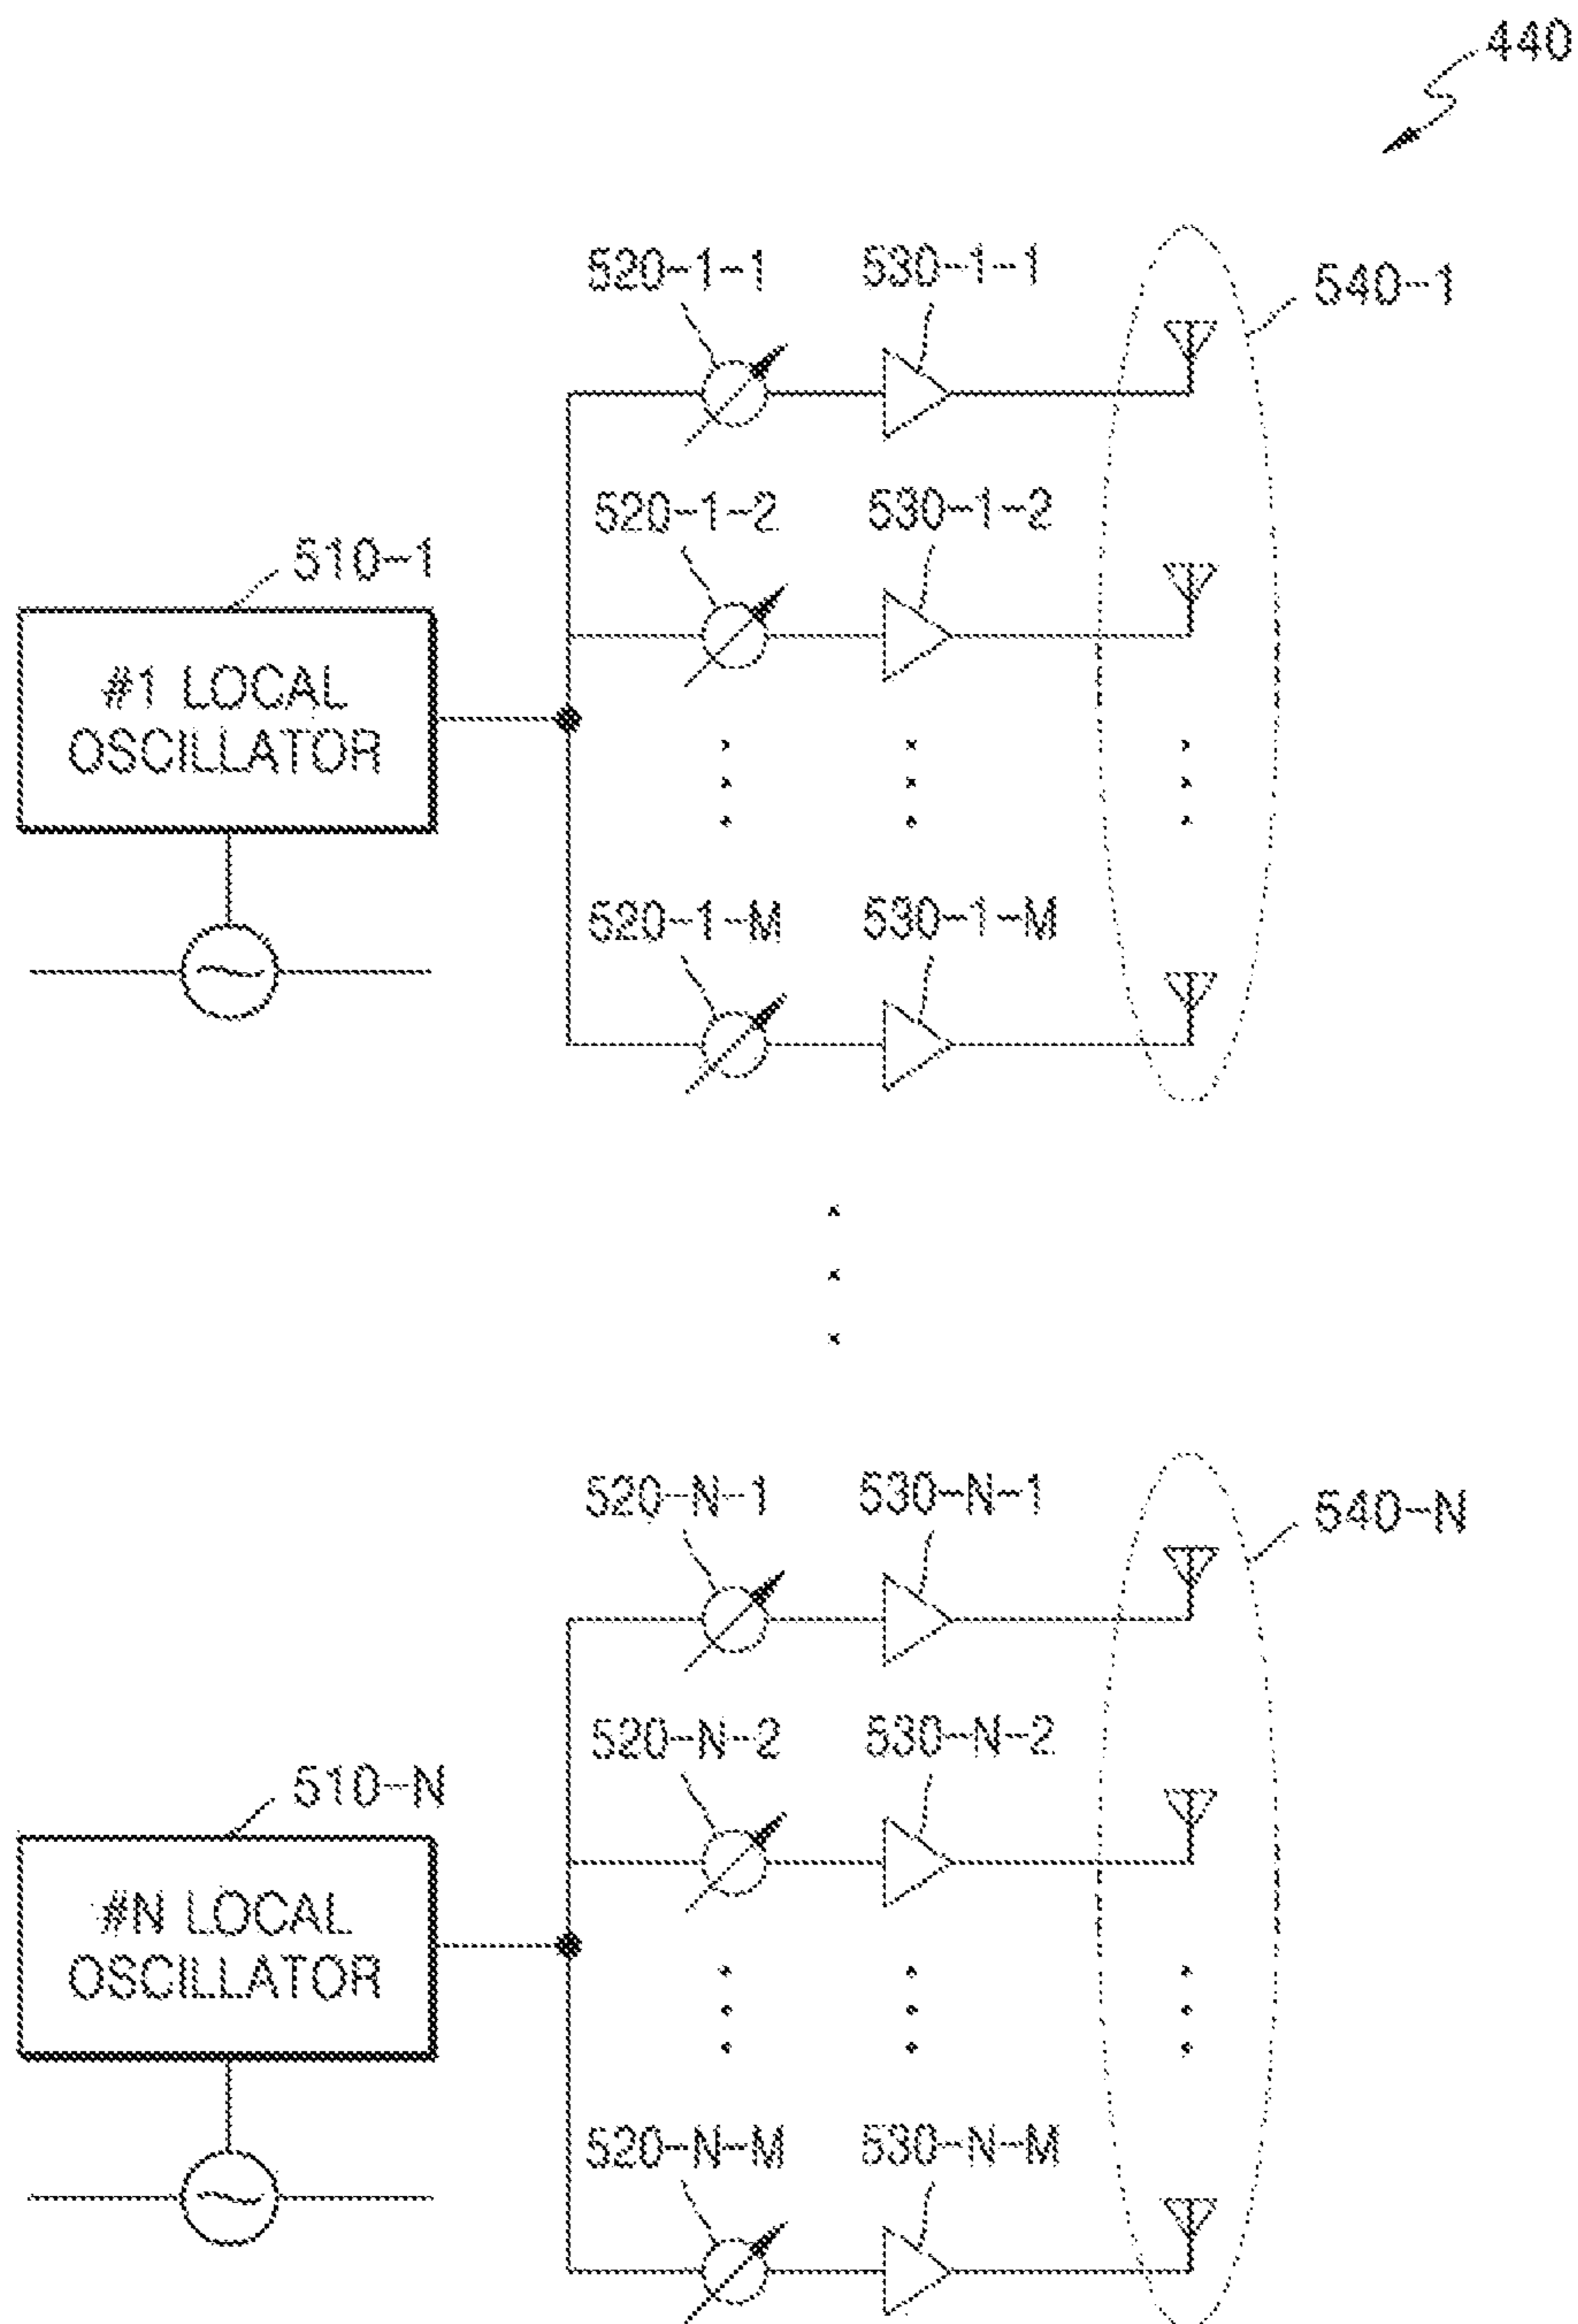 440
520-1-1 530-1-1 540-1
520-1-2 530-1-2
510-1
#1 LOCAL
OSCILLATOR
520-1-M 530-1-M
520-N-1 530-N-1 540-N
520-N-2 530-N-2
510-N
#N LOCAL
OSCILLATOR
520-N-M 530-N-M